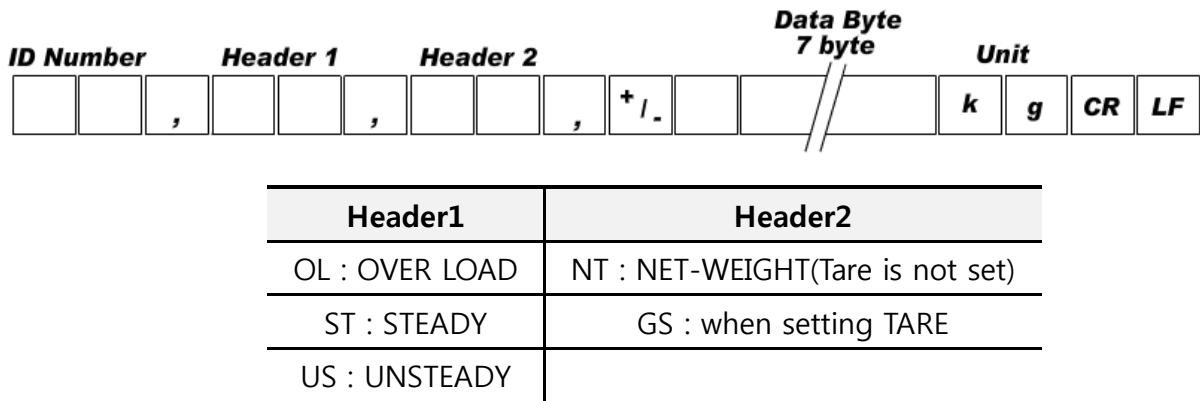 Data Byte
7 byte
ID Number Header 1 Header 2 Unit
, , , +/- k g CR LF
Header1 Header2
OL : OVER LOAD NT : NET-WEIGHT(Tare is not set)
ST : STEADY GS : when setting TARE
US : UNSTEADY